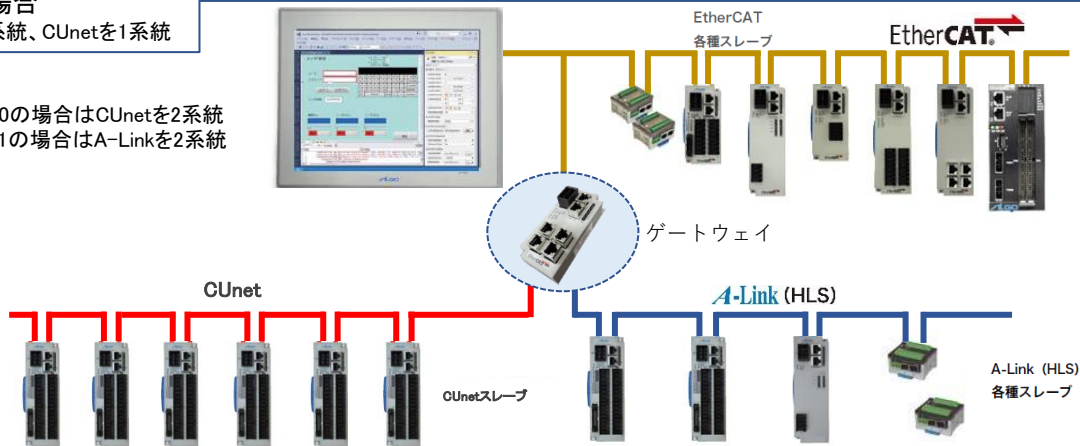 場合
系統、CUnetを1系統
0の場合はCUnetを2系統
1の場合はA-Linkを2系統
EtherCAT
各種スレーブ
EtherCAT
ゲートウェイ
CUnet
A-Link (HLS)
CUnetスレーブ
A-Link (HLS)
各種スレーブ